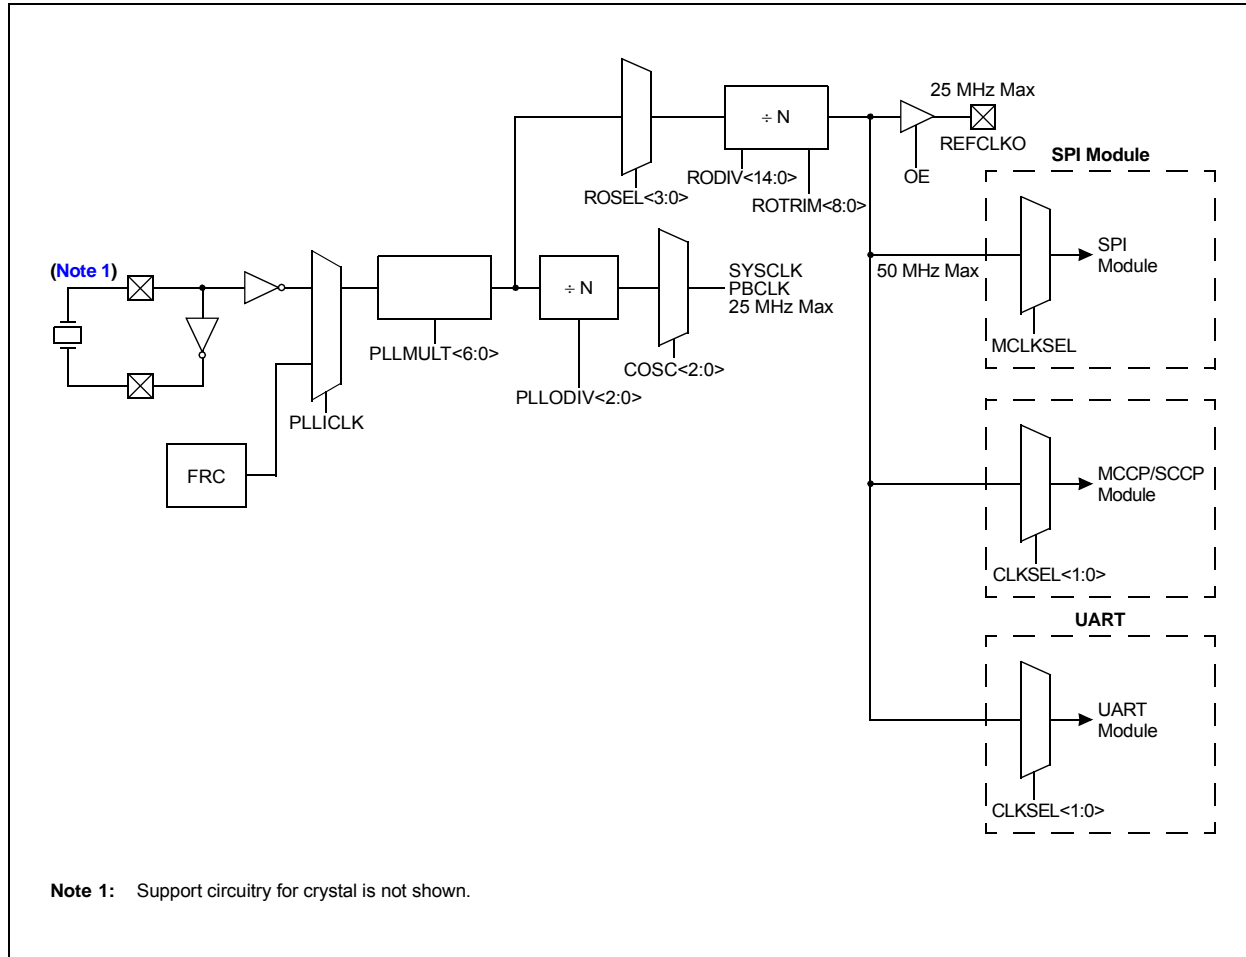 25 MHz Max
÷ N
REFCLKO
SPI Module
RODIV<14:0>
OE
ROSEL<3:0>
ROTRIM<8:0>
(Note 1)
SPI
Module
50 MHz Max
SYSCLK
PBCLK
25 MHz Max
÷ N
MCLKSEL
PLLMULT<6:0>
COSC<2:0>
PLLODIV<2:0>
PLLICLK
FRC
MCCP/SCCP
Module
CLKSEL<1:0>
UART
UART
Module
CLKSEL<1:0>
Note 1: Support circuitry for crystal is not shown.